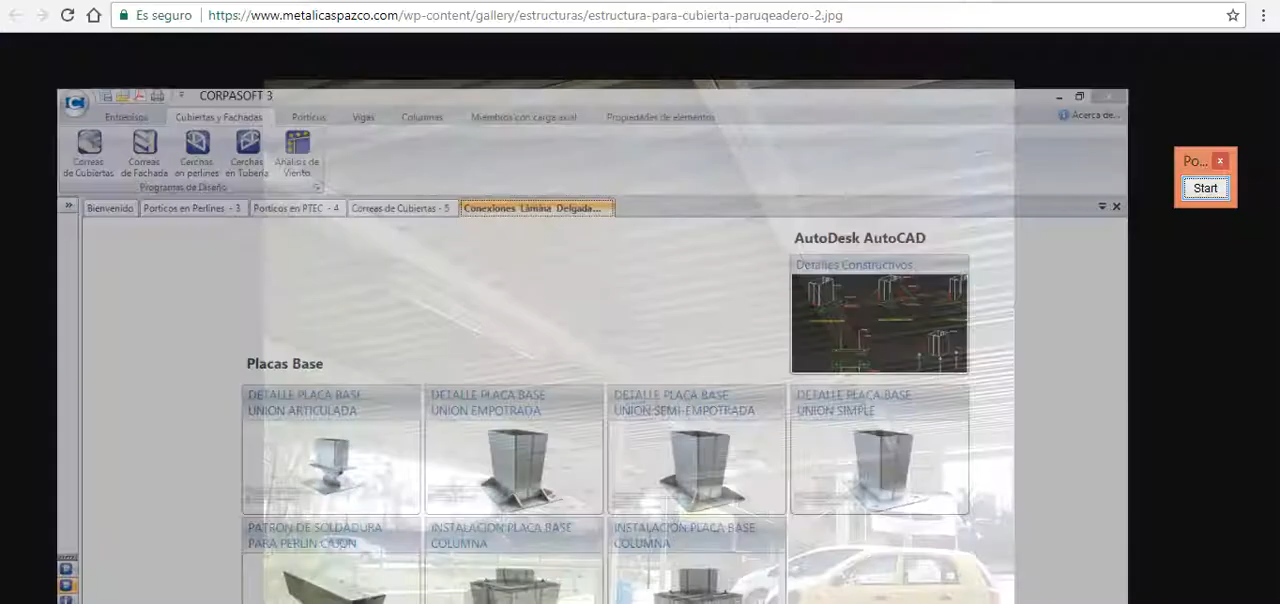 Es seguro
https://www.metalicaspazco.com/wp-content/gallery/estructuras/estructura-para-cubierta-paruqeadero-2.jpg
CORPASOFT 3
Po... x
Start
Entrepisos Cubiertas y Fachadas Porticos Vigas Columnas Miembros con carga axial Propiedades de elementos
Acerca de...
Correas de Cubiertas
Correas de Fachada
Cerchas en perlines
Cerchas en Tuberia
Analisis de Viento
Programas de Diseño
Bienvenido Porticos en Perlines - 3 Porticos en PTEC - 4 Correas de Cubiertas - 5 Conexiones Lámina Delgada...
AutoDesk AutoCAD
Detalles Constructivos
Placas Base
DETALLE PLACA BASE
UNION ARTICULADA
DETALLE PLACA BASE
UNION EMPOTRADA
DETALLE PLACA BASE
UNION SEMI-EMPOTRADA
DETALLE PLACA BASE
UNION SIMPLE
PATRON DE SOLDADURA
PARA PERLIN CAJON
INSTALACION PLACA BASE
COLUMNA
INSTALACION PLACA BASE
COLUMNA